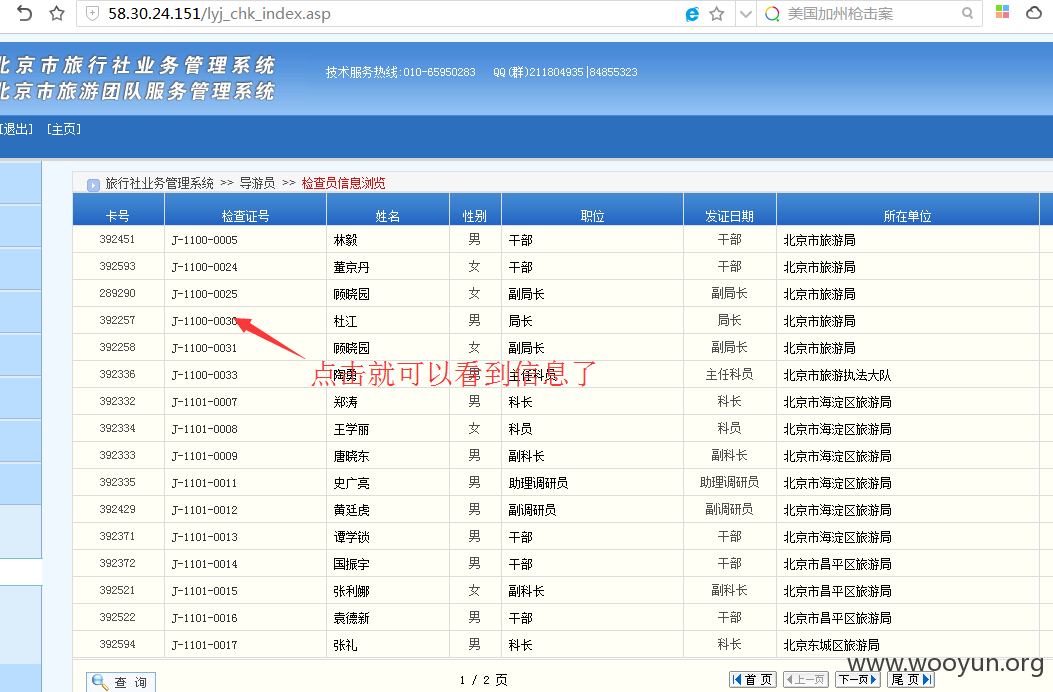 58.30.24.151/lyj_chk_index.asp 美国加州枪击案
北京市旅行社业务管理系统
北京市旅游团队服务管理系统
技术服务热线:010-65950283 QQ(群)211804935|84855323
[退出] [主页]
旅行社业务管理系统 >> 导游员 >> 检查员信息浏览
卡号 检查证号 姓名 性别 职位 发证日期 所在单位
392451 J-1100-0005 林毅 男 干部 干部 北京市旅游局
392593 J-1100-0024 董京丹 女 干部 干部 北京市旅游局
289290 J-1100-0025 顾晓园 女 副局长 副局长 北京市旅游局
392257 J-1100-0030 杜江 男 局长 局长 北京市旅游局
392258 J-1100-0031 顾晓园 女 副局长 副局长 北京市旅游局
点击就可以看到信息了
392336 J-1100-0033 陶勇 男 主任科员 主任科员 北京市旅游执法大队
392332 J-1101-0007 郑涛 男 科长 科长 北京市海淀区旅游局
392334 J-1101-0008 王学丽 女 科员 科员 北京市海淀区旅游局
392333 J-1101-0009 唐晓东 男 副科长 副科长 北京市海淀区旅游局
392335 J-1101-0011 史广亮 男 助理调研员 助理调研员 北京市海淀区旅游局
392429 J-1101-0012 黄廷虎 男 副调研员 副调研员 北京市海淀区旅游局
392371 J-1101-0013 谭学锁 男 干部 干部 北京市海淀区旅游局
392372 J-1101-0014 国振宇 男 干部 干部 北京市昌平区旅游局
392521 J-1101-0015 张利娜 女 副科长 副科长 北京市昌平区旅游局
392522 J-1101-0016 袁德新 男 干部 干部 北京市昌平区旅游局
392594 J-1101-0017 张礼 男 科长 科长 北京东城区旅游局
www.wooyun.org
查 询 1 / 2 页 首 页 上一页 下一页 尾 页